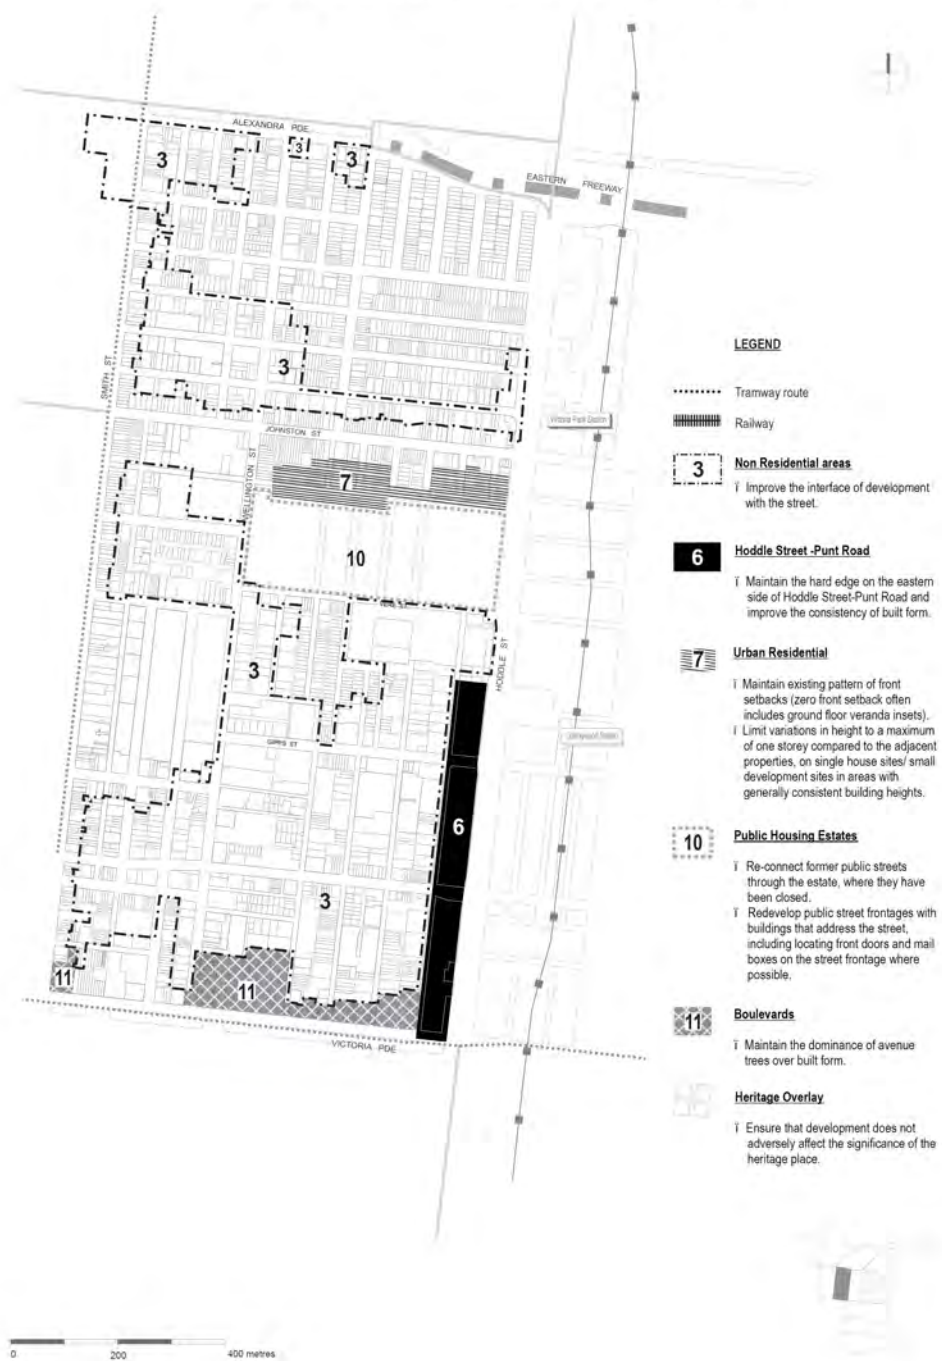 ALEXANDRA PDE.
3
3
3
EASTERN FREEWAY
SMITH ST
3
Victoria Park Station
JOHNSTON ST
WELLINGTON ST
7
10
HODDLE ST
3
GIPPS ST
6
3
11
11
VICTORIA PDE
0 200 400 metres
LEGEND
Tramway route
Railway
3
Non Residential areas
ï Improve the interface of development
with the street.
6
Hoddle Street -Punt Road
ï Maintain the hard edge on the eastern
side of Hoddle Street-Punt Road and
improve the consistency of built form.
7
Urban Residential
ï Maintain existing pattern of front
setbacks (zero front setback often
includes ground floor veranda insets).
ï Limit variations in height to a maximum
of one storey compared to the adjacent
properties, on single house sites/ small
development sites in areas with
generally consistent building heights.
10
Public Housing Estates
ï Re-connect former public streets
through the estate, where they have
been closed.
ï Redevelop public street frontages with
buildings that address the street,
including locating front doors and mail
boxes on the street frontage where
possible.
11
Boulevards
ï Maintain the dominance of avenue
trees over built form.
Heritage Overlay
ï Ensure that development does not
adversely affect the significance of the
heritage place.